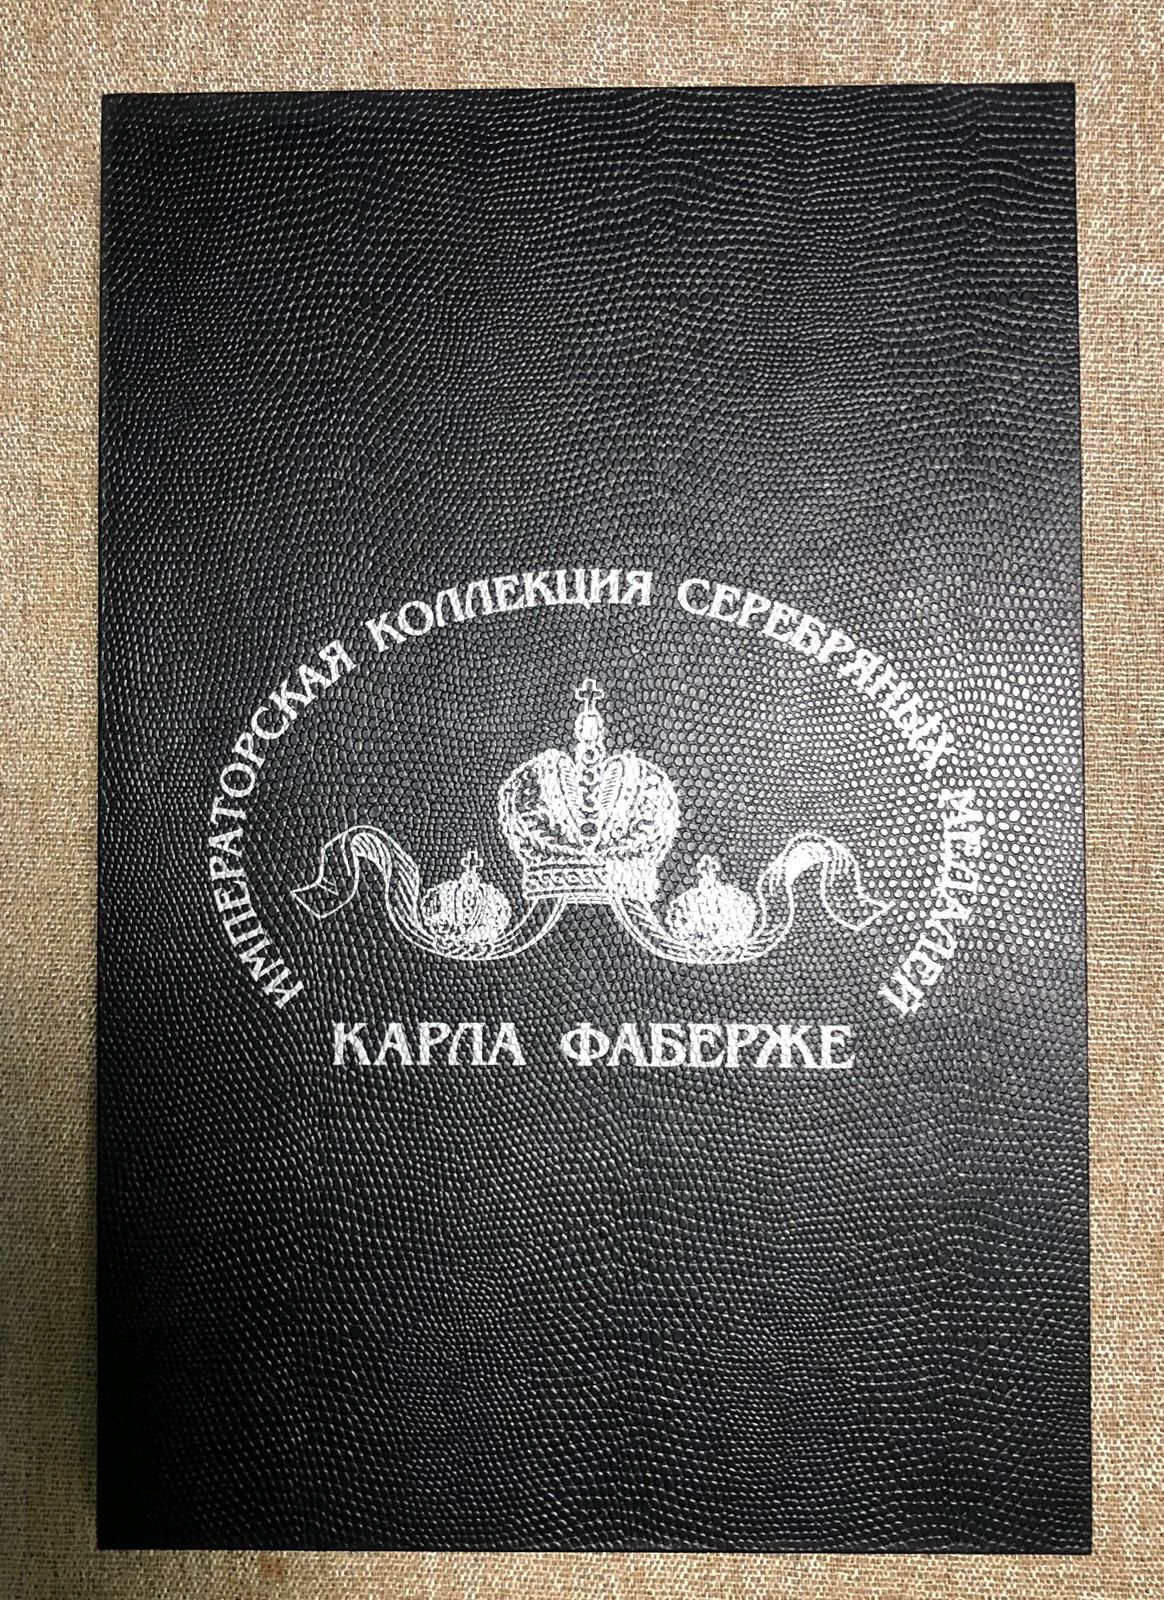 ИМПЕРАТОРСКАЯ КОЛЛЕКЦИЯ СЕРЕБРЯНЫХ МЕДАЛЕЙ
КАРЛА ФАБЕРЖЕ